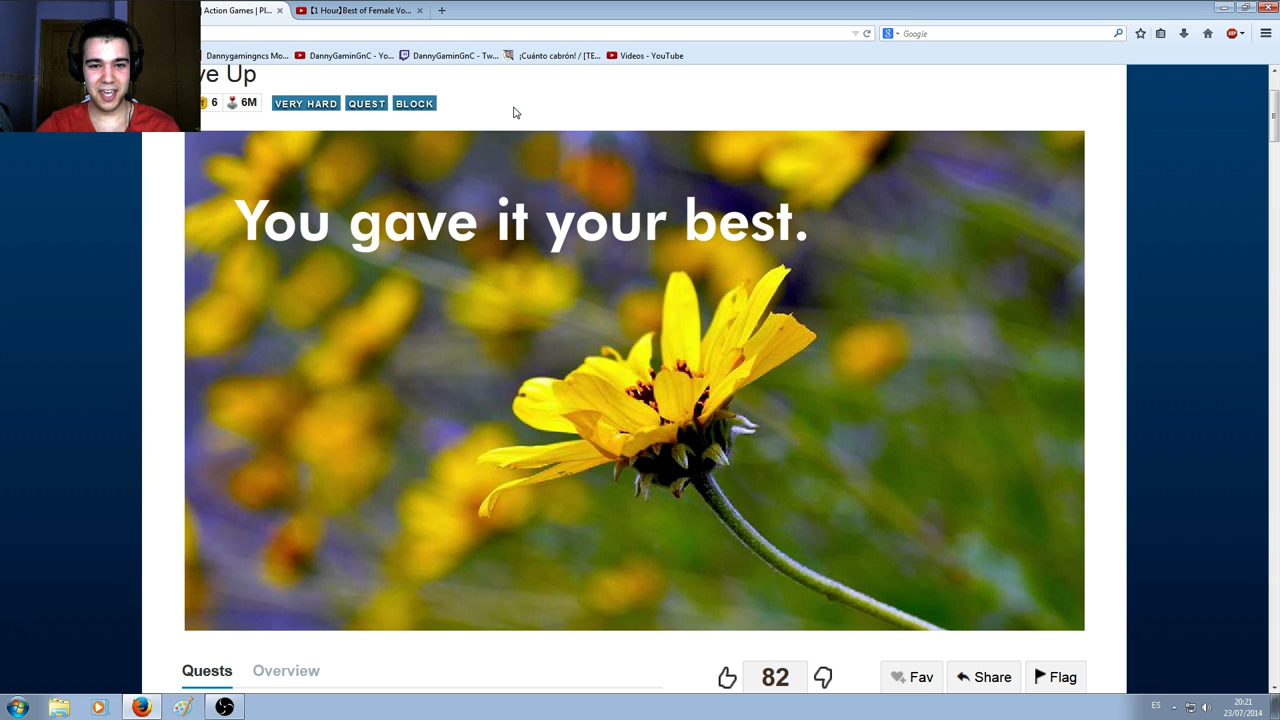 Action Games | Pl...
【1 Hour】Best of Female Vo...
Google
Dannygamingncs Mo...
DannyGaminGnC - Yo...
DannyGaminGnC - Tw...
¡Cuánto cabrón! / [TE...
Videos - YouTube
ve Up
6
6M
VERY HARD
QUEST
BLOCK
You gave it your best.
Quests
Overview
82
Fav
Share
Flag
ES
20:21
23/07/2014